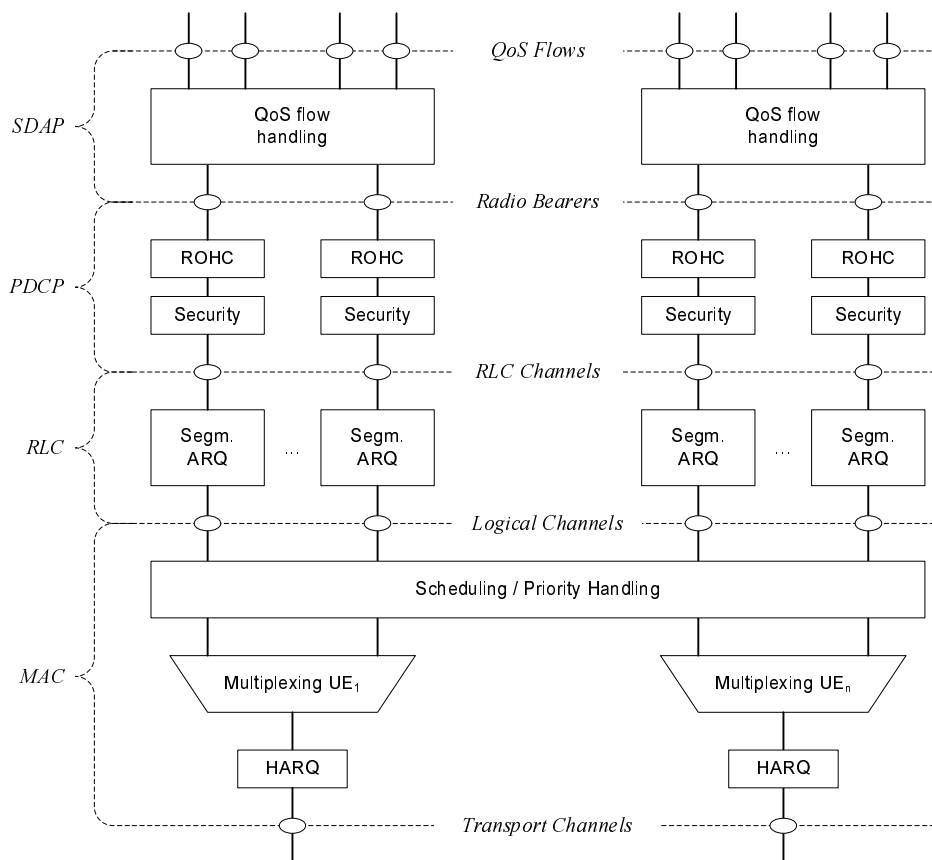 QoS Flows
SDAP
QoS flow
handling
QoS flow
handling
Radio Bearers
PDCP
ROHC
ROHC
ROHC
ROHC
Security
Security
Security
Security
RLC Channels
RLC
Segm.
ARQ
...
Segm.
ARQ
Segm.
ARQ
...
Segm.
ARQ
Logical Channels
Scheduling / Priority Handling
MAC
Multiplexing UE1
Multiplexing UEn
HARQ
HARQ
Transport Channels